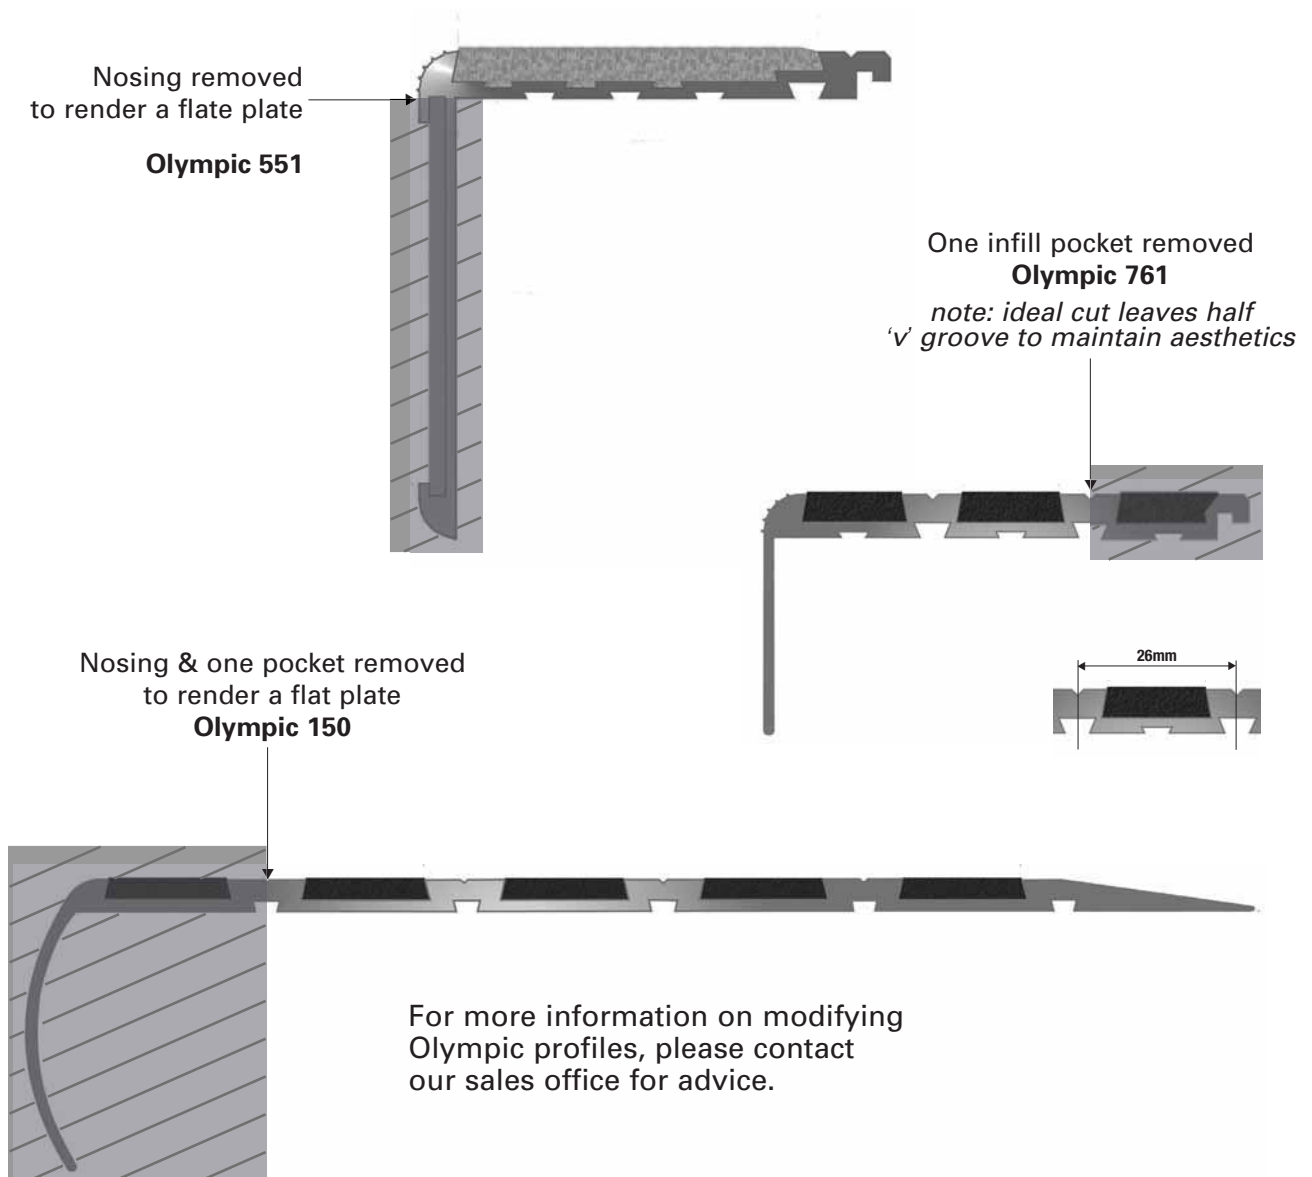 Nosing removed
to render a flate plate
Olympic 551
One infill pocket removed
Olympic 761
note: ideal cut leaves half
‘v’ groove to maintain aesthetics
26mm
Nosing & one pocket removed
to render a flat plate
Olympic 150
For more information on modifying
Olympic profiles, please contact
our sales office for advice.